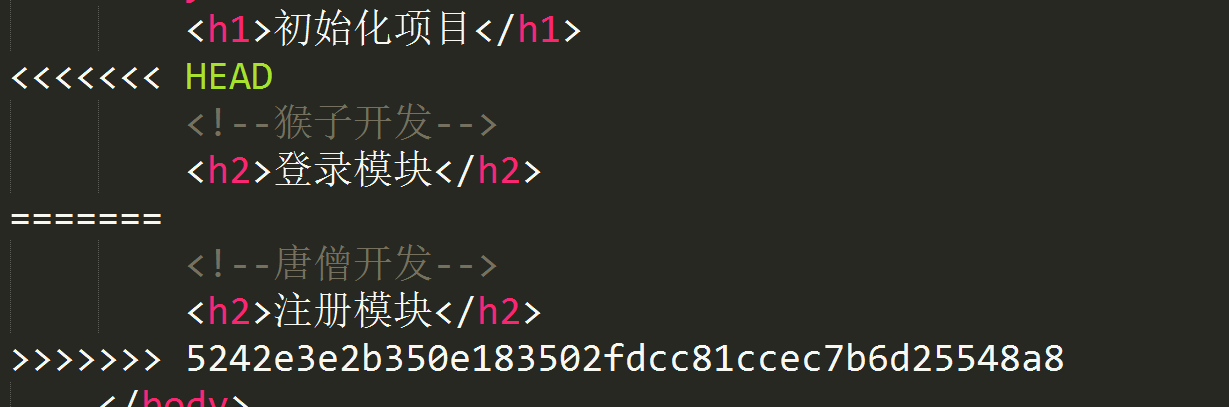 <h1>初始化项目</h1>
<<<<<<< HEAD
<!--猴子开发-->
<h2>登录模块</h2>
=======
<!--唐僧开发-->
<h2>注册模块</h2>
>>>>>>> 5242e3e2b350e183502fdcc81ccec7b6d25548a8
</body>